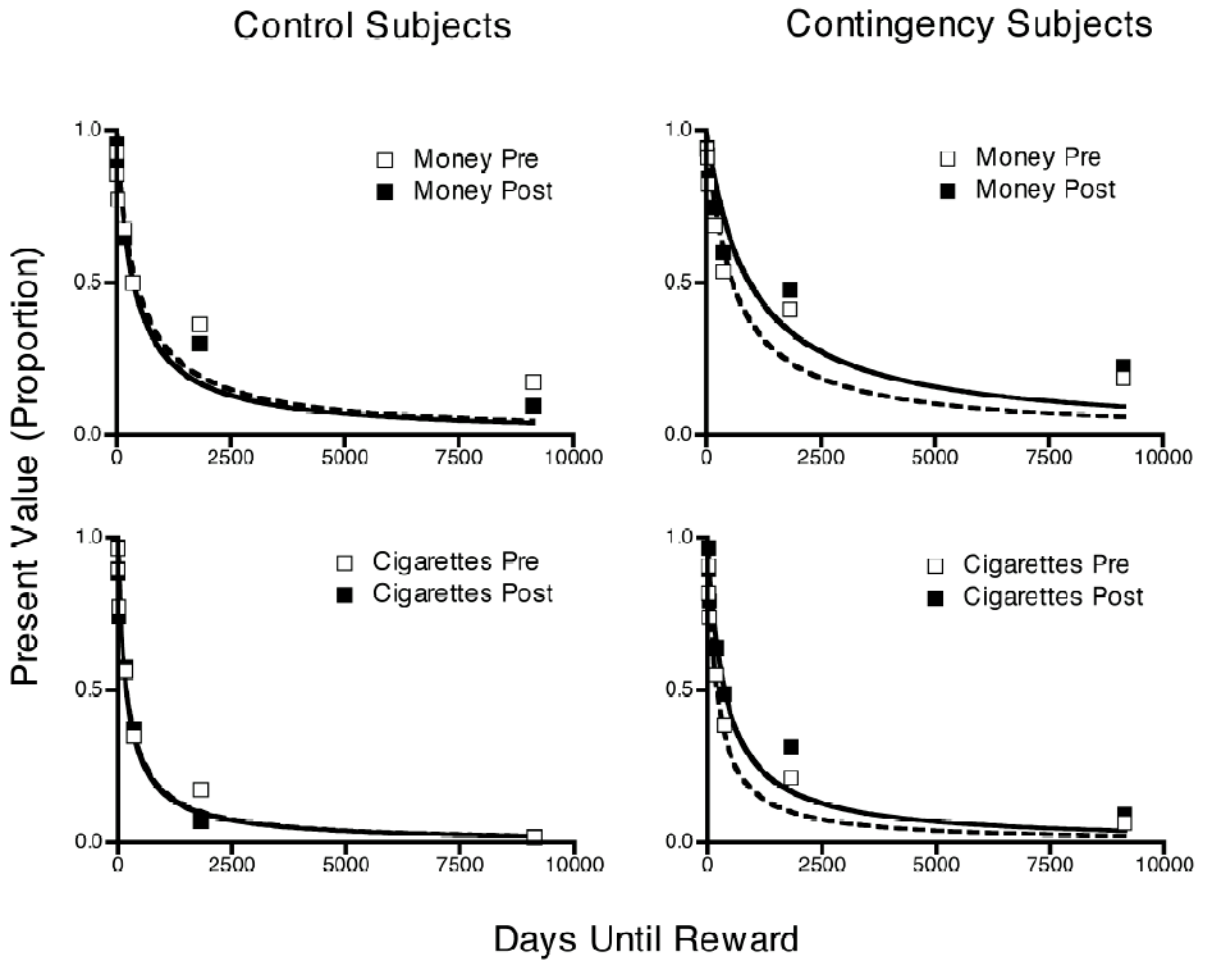 Control Subjects
Contingency Subjects
1.0
0.5
0.0
0 2500 5000 7500 10000
Money Pre
Money Post
1.0
0.5
0.0
0 2500 5000 7500 10000
Money Pre
Money Post
Present Value (Proportion)
1.0
0.5
0.0
0 2500 5000 7500 10000
Cigarettes Pre
Cigarettes Post
1.0
0.5
0.0
0 2500 5000 7500 10000
Cigarettes Pre
Cigarettes Post
Days Until Reward